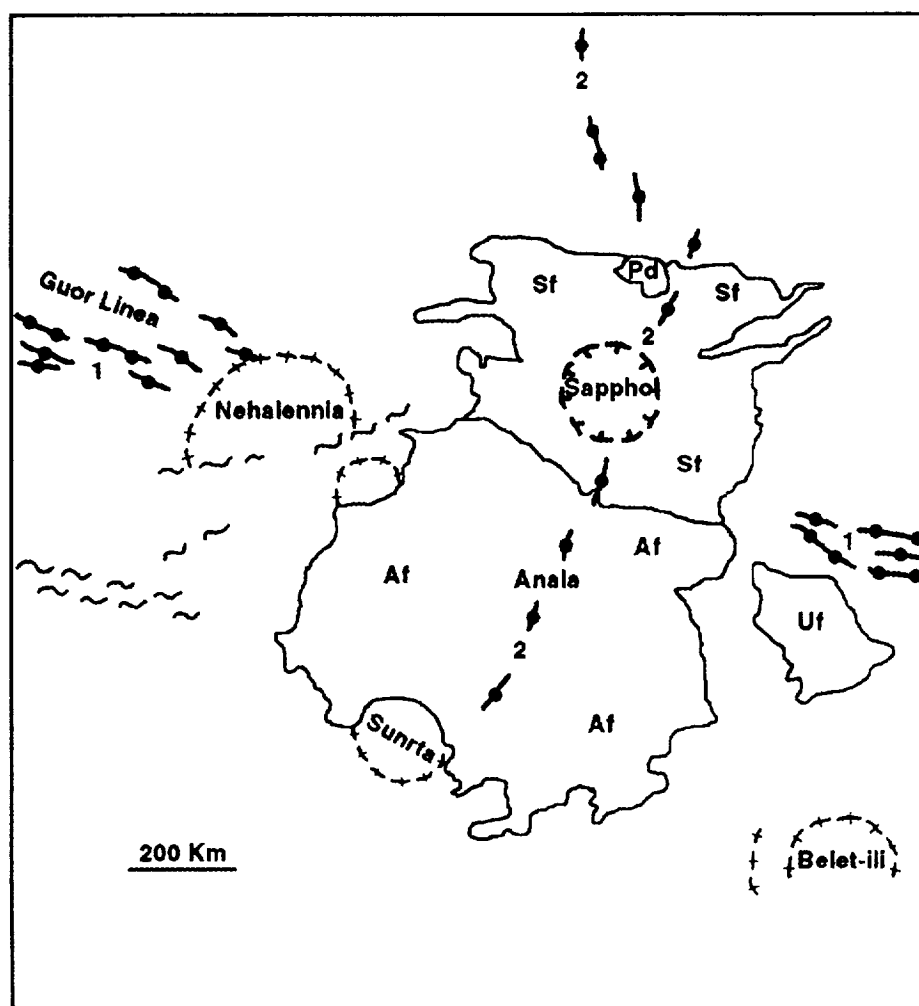 2
Pd
Sf
Sf
Guor Linea
2
1
Sappho
Nehalennia
Sf
1
Af
Af
Anala
Uf
2
Af
Sunrta
200 Km
Belet-ili